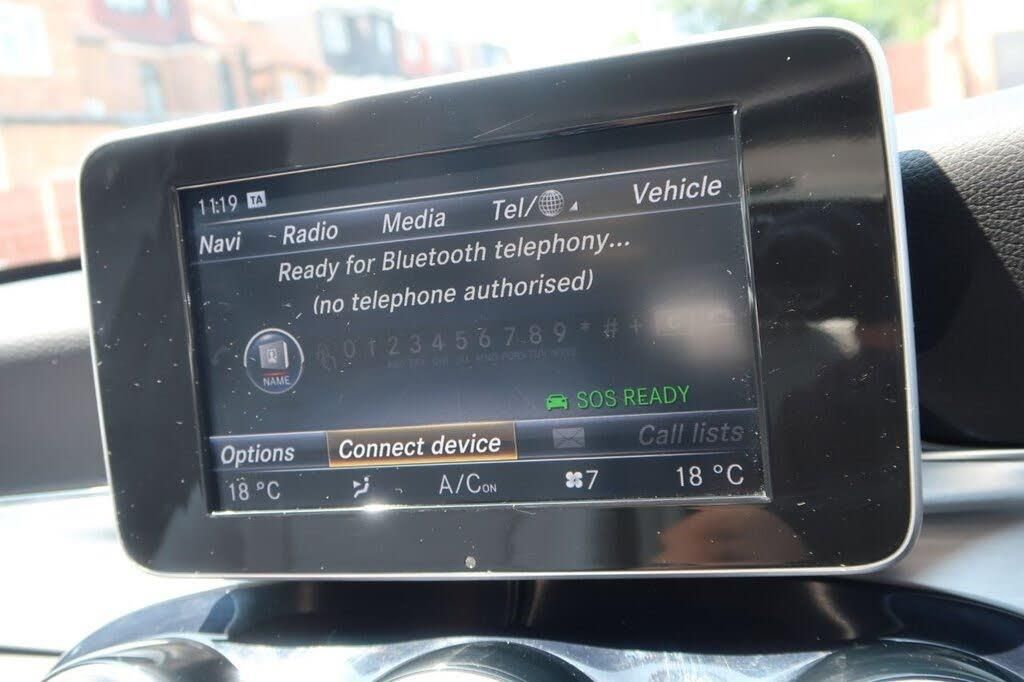 11:19 TA
Navi Radio Media Tel/ Vehicle
Ready for Bluetooth telephony...
(no telephone authorised)
NAME
0 1 2 3 4 5 6 7 8 9 * # +
SOS READY
Options Connect device Call lists
18 °C A/C ON 7 18 °C